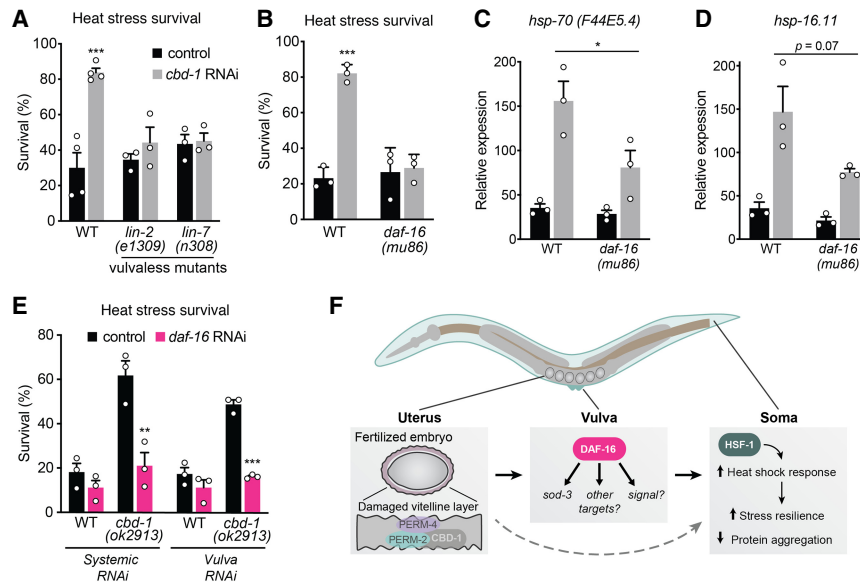 A
Heat stress survival
Survival (%)
100
80
60
40
20
0
***
control
cbd-1 RNAi
WT
lin-2
(e1309)
lin-7
(n308)
vulvaless mutants
B
Heat stress survival
Survival (%)
100
80
60
40
20
0
***
WT
daf-16
(mu86)
C
hsp-70 (F44E5.4)
Relative expession
200
150
100
50
0
*
WT
daf-16
(mu86)
D
hsp-16.11
Relative expession
200
150
100
50
0
p = 0.07
WT
daf-16
(mu86)
E
Heat stress survival
Survival (%)
80
60
40
20
0
control
daf-16 RNAi
**
***
WT
cbd-1
(ok2913)
WT
cbd-1
(ok2913)
Systemic
RNAi
Vulva
RNAi
F
Uterus
Fertilized embryo
Damaged vitelline layer
PERM-4
PERM-2
CBD-1
Vulva
DAF-16
sod-3
other
targets?
signal?
Soma
HSF-1
Heat shock response
Stress resilience
Protein aggregation